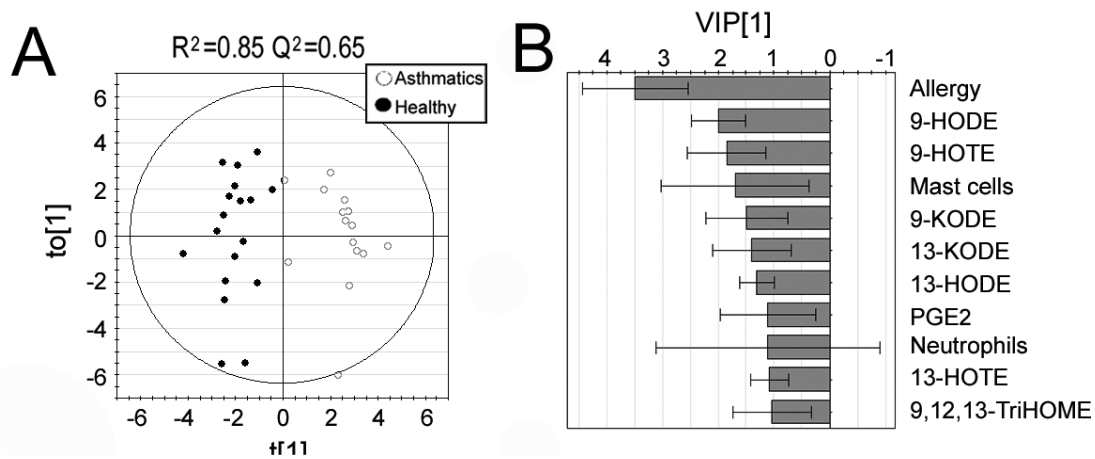 A
R²=0.85 Q²=0.65
Asthmatics
Healthy
6
4
2
0
-2
-4
-6
to[1]
-6 -4 -2 0 2 4 6
t[1]
B
VIP[1]
4 3 2 1 0 -1
Allergy
9-HODE
9-HOTE
Mast cells
9-KODE
13-KODE
13-HODE
PGE2
Neutrophils
13-HOTE
9,12,13-TriHOME